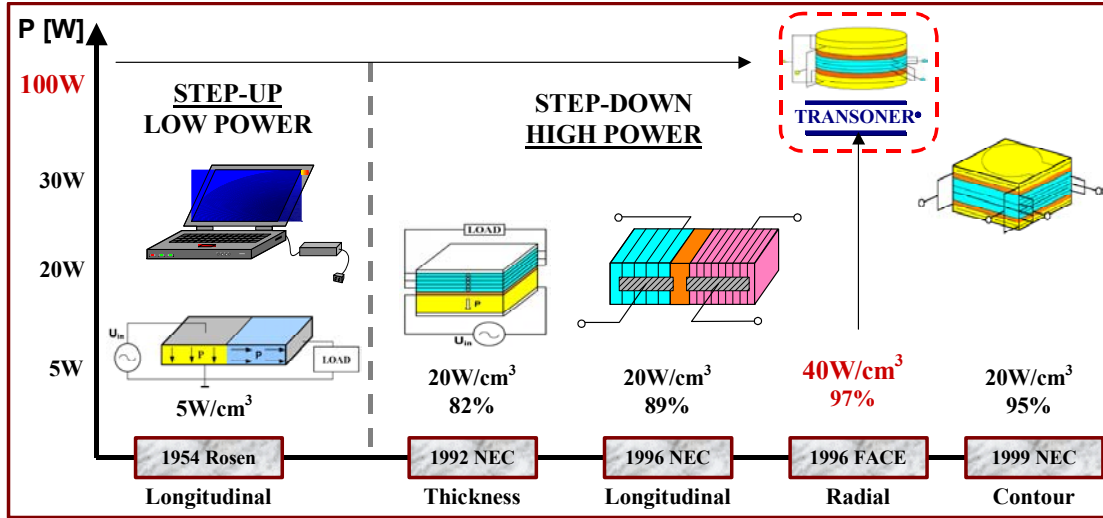 P [W]
100W
30W
20W
5W
STEP-UP
LOW POWER
STEP-DOWN
HIGH POWER
TRANSONER•
U in
P
P
LOAD
5W/cm³
LOAD
P
U in
20W/cm³
82%
20W/cm³
89%
40W/cm³
97%
20W/cm³
95%
1954 Rosen
1992 NEC
1996 NEC
1996 FACE
1999 NEC
Longitudinal
Thickness
Longitudinal
Radial
Contour